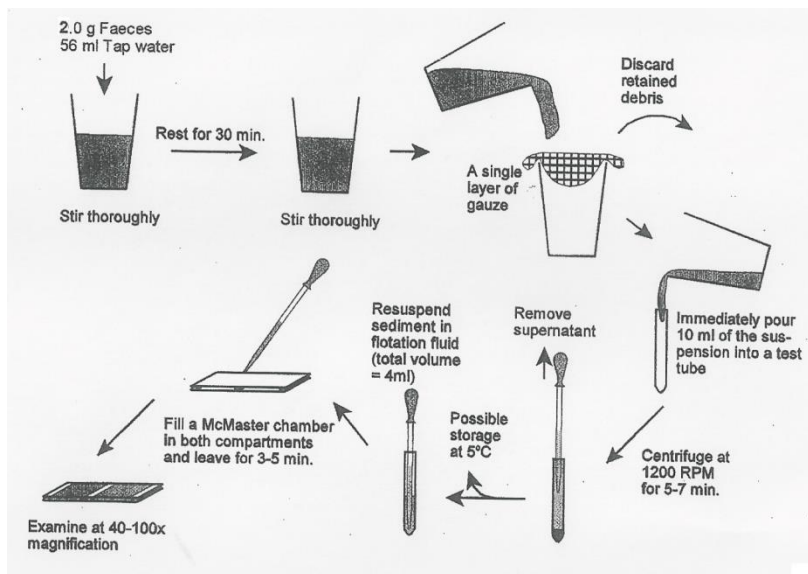 2.0 g Faeces
56 ml Tap water
Rest for 30 min.
Stir thoroughly
Stir thoroughly
A single
layer of
gauze
Discard
retained
debris
Immediately pour
10 ml of the sus-
pension into a test
tube
Centrifuge at
1200 RPM
for 5-7 min.
Remove
supernatant
Possible
storage
at 5°C
Resuspend
sediment in
flotation fluid
(total volume
= 4ml)
Fill a McMaster chamber
in both compartments
and leave for 3-5 min.
Examine at 40-100x
magnification